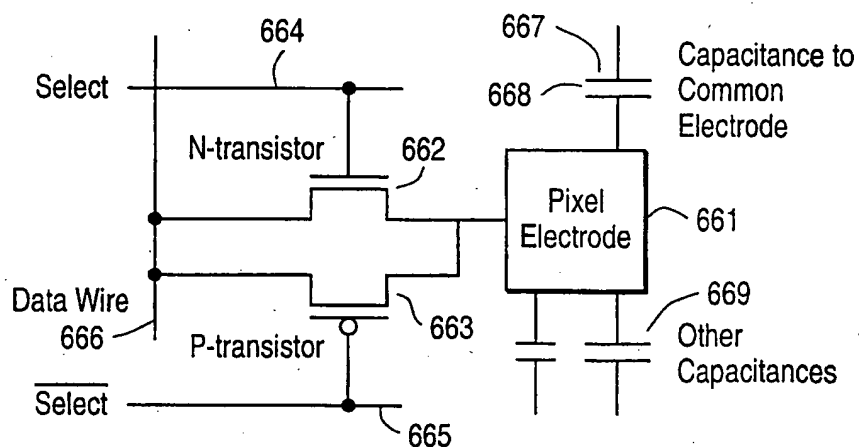 664
667
Capacitance to
Common
Electrode
668
Select
N-transistor
662
Pixel
Electrode
661
Data Wire
666
663
669
P-transistor
Other
Capacitances
Select
665